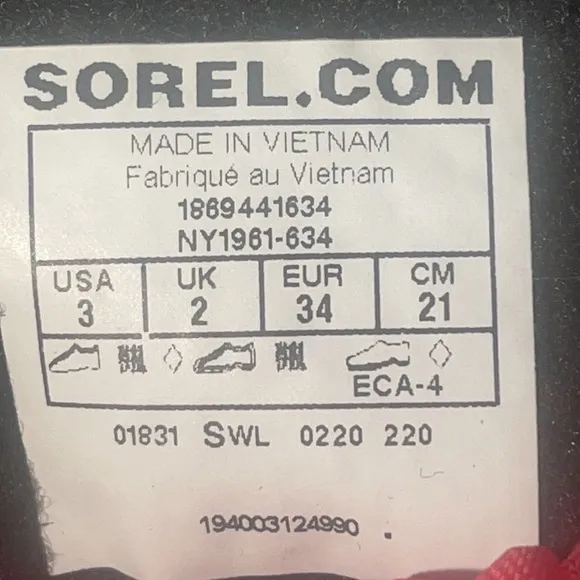 SOREL.COM
MADE IN VIETNAM
Fabriqué au Vietnam
1869441634
NY1961-634
USA UK EUR CM
3 2 34 21
ECA-4
01831 SWL 0220 220
194003124990 .